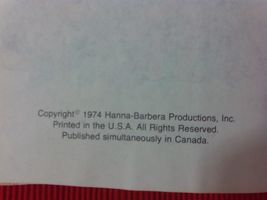 Copyright© 1974 Hanna-Barbera Productions, Inc.
Printed in the U.S.A. All Rights Reserved.
Published simultaneously in Canada.